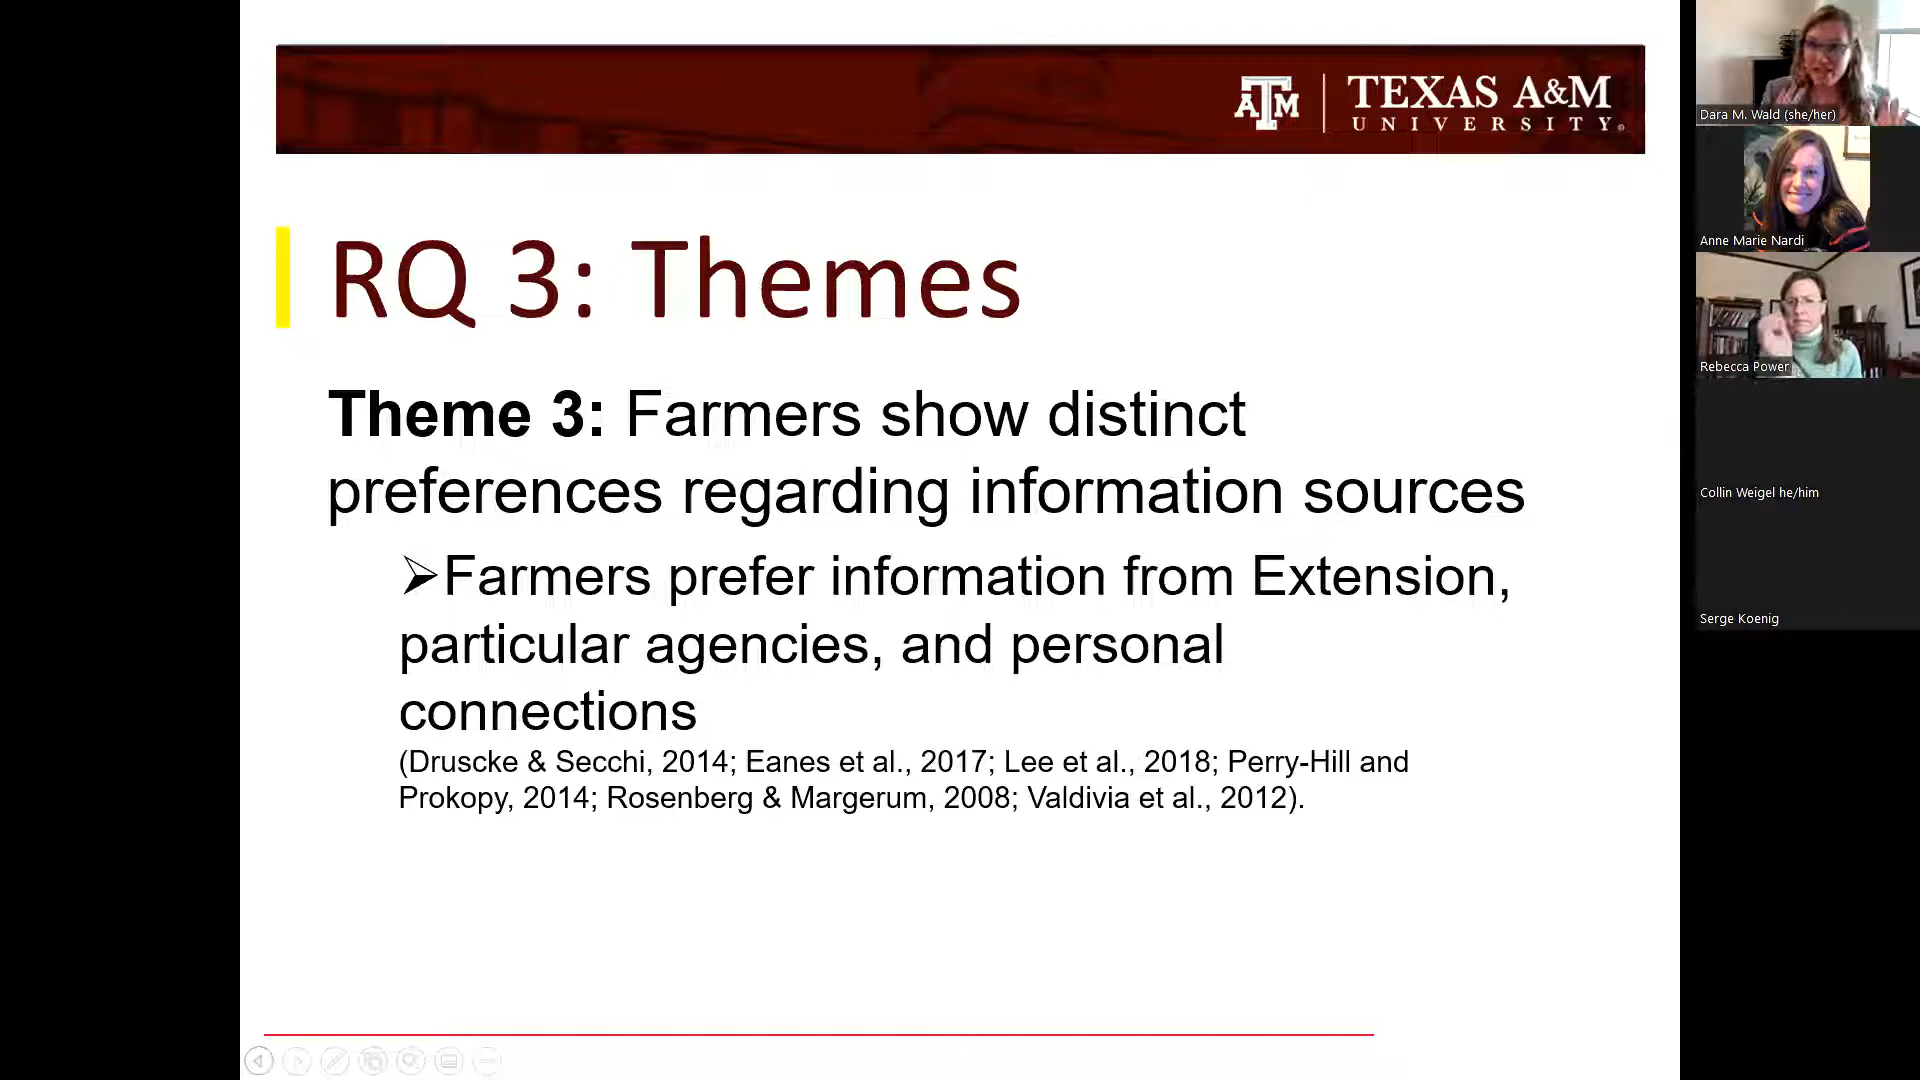 TEXAS A&M
UNIVERSITY
RQ 3: Themes
Theme 3: Farmers show distinct
preferences regarding information sources
➢Farmers prefer information from Extension,
particular agencies, and personal
connections
(Druscke & Secchi, 2014; Eanes et al., 2017; Lee et al., 2018; Perry-Hill and
Prokopy, 2014; Rosenberg & Margerum, 2008; Valdivia et al., 2012).
Dara M. Wald (she/her)
Anne Marie Nardi
Rebecca Power
Collin Weigel he/him
Serge Koenig